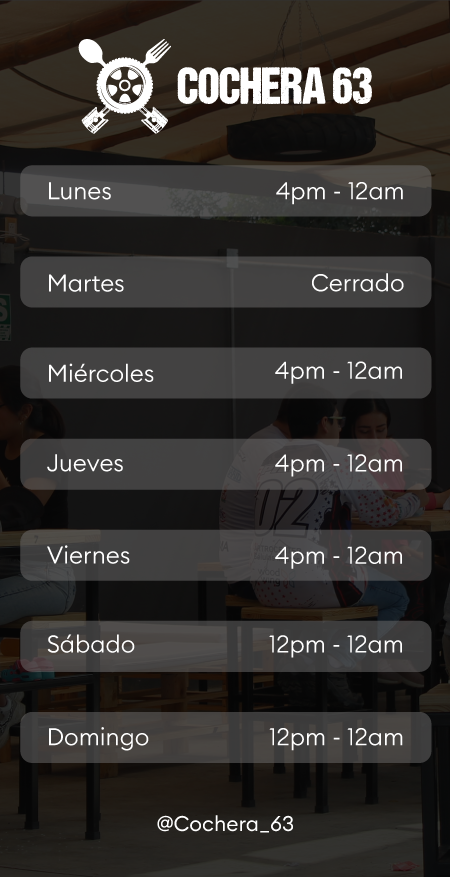 COCHERA 63
Lunes 4pm - 12am
Martes Cerrado
Miércoles 4pm - 12am
Jueves 4pm - 12am
Viernes 4pm - 12am
Sábado 12pm - 12am
Domingo 12pm - 12am
@Cochera_63
02